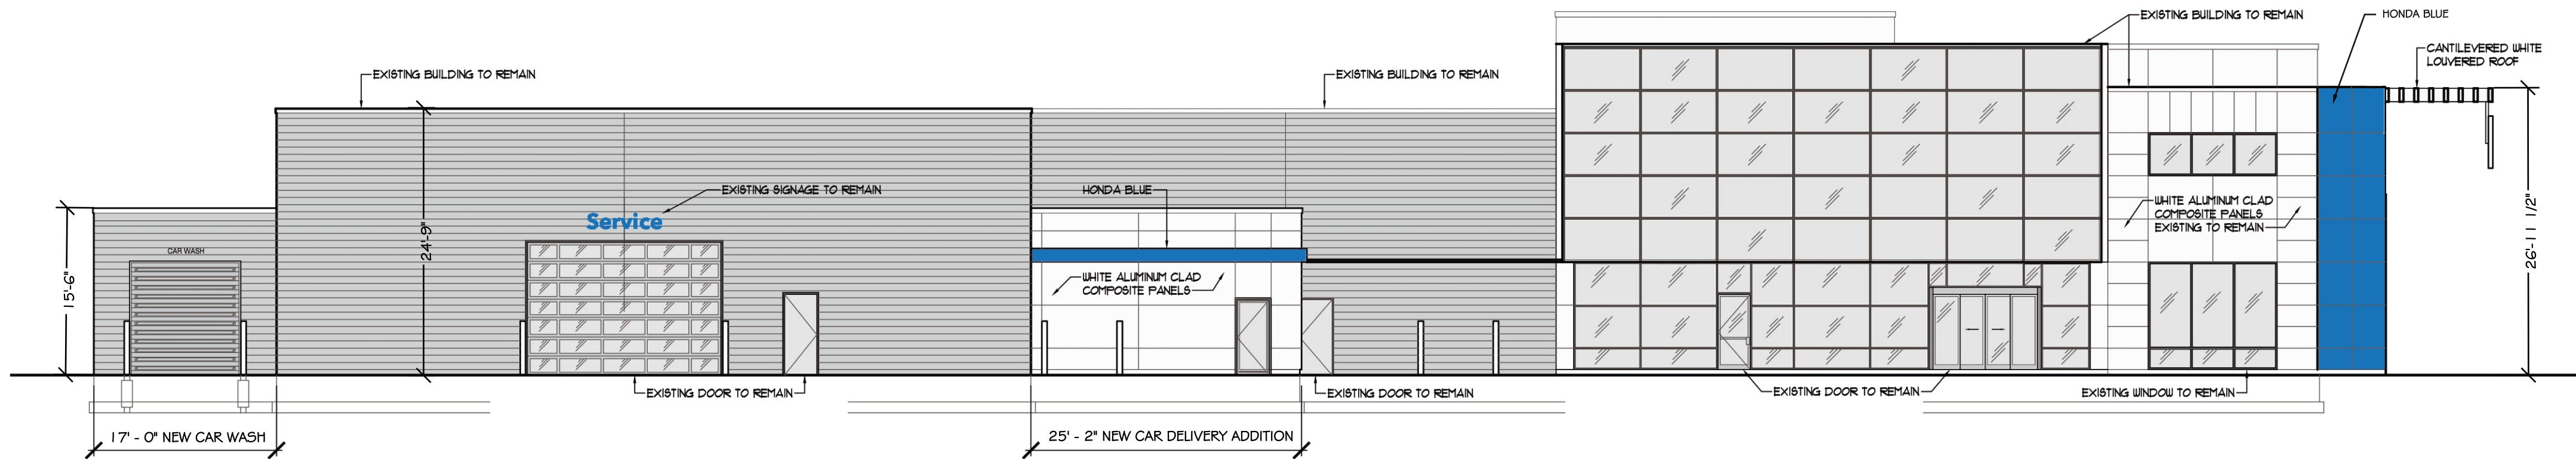 EXISTING BUILDING TO REMAIN
HONDA BLUE
CANTILEVERED WHITE
LOUVERED ROOF
EXISTING BUILDING TO REMAIN
EXISTING BUILDING TO REMAIN
EXISTING SIGNAGE TO REMAIN
HONDA BLUE
Service
WHITE ALUMINUM CLAD
COMPOSITE PANELS
EXISTING TO REMAIN
15'-6"
24'-9"
26'-11 1/2"
CAR WASH
WHITE ALUMINUM CLAD
COMPOSITE PANELS
EXISTING DOOR TO REMAIN
EXISTING DOOR TO REMAIN
EXISTING DOOR TO REMAIN
EXISTING WINDOW TO REMAIN
17' - 0" NEW CAR WASH
25' - 2" NEW CAR DELIVERY ADDITION